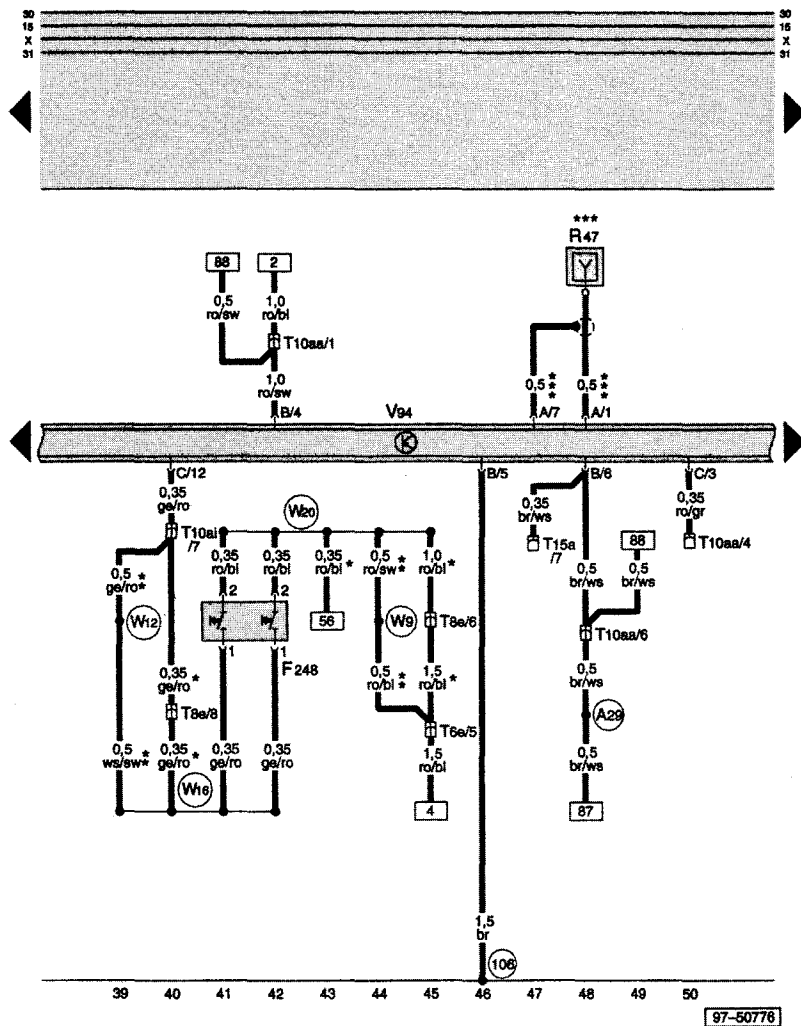 30 30
15 15
X X
31 31
***
R47
88 2
0,5 ro/sw
1,0 ro/bl
T10aa/1
1,0 ro/sw
0,5 ***
0,5 ***
B/4 V94 A/7 A/1
K
C/12 B/5 B/6 C/3
0,35 ge/ro
T10ai/7
W20
0,5 ge/ro*
0,35 ro/bl
0,35 ro/bl
0,35 ro/bl*
0,5 ro/sw**
1,0 ro/bl*
0,35 br/ws
T15a/7
88
0,35 ro/gr
T10aa/4
2 2
56
W12
W9
T8e/6
0,5 br/ws
0,5 br/ws
T10aa/6
1 1
F248
0,35 ge/ro*
T8e/8
0,5 ro/bl**
1,5 ro/bl*
T6e/5
0,5 br/ws
A29
0,5 ws/sw**
0,35 ge/ro*
0,35 ge/ro
0,35 ge/ro
1,5 ro/bl
0,5 br/ws
W16
4
87
1,5 br
106
39 40 41 42 43 44 45 46 47 48 49 50
97-50776